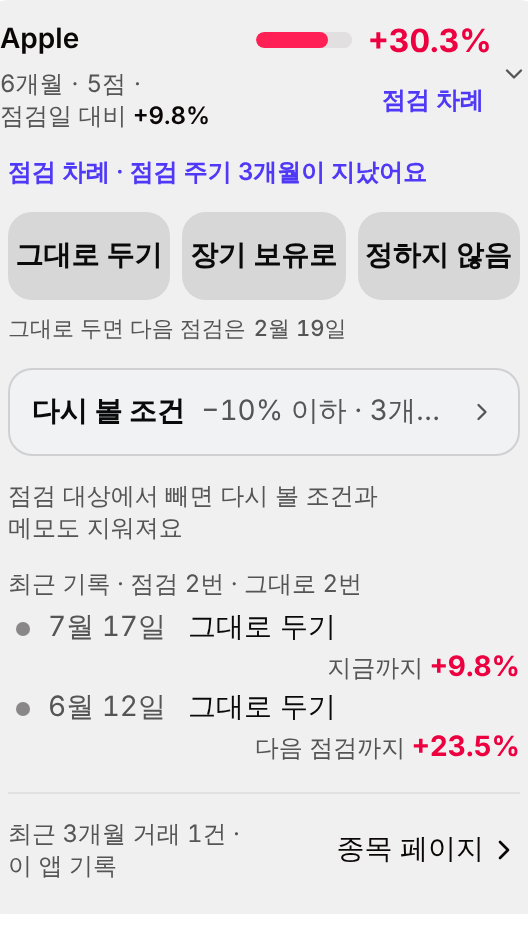 Apple
+30.3%
6개월 · 5점 ·
점검일 대비 +9.8%
점검 차례
점검 차례 · 점검 주기 3개월이 지났어요
그대로 두기
장기 보유로
정하지 않음
그대로 두면 다음 점검은 2월 19일
다시 볼 조건 −10% 이하 · 3개...
점검 대상에서 빼면 다시 볼 조건과
메모도 지워져요
최근 기록 · 점검 2번 · 그대로 2번
7월 17일 그대로 두기
지금까지 +9.8%
6월 12일 그대로 두기
다음 점검까지 +23.5%
최근 3개월 거래 1건 ·
이 앱 기록
종목 페이지